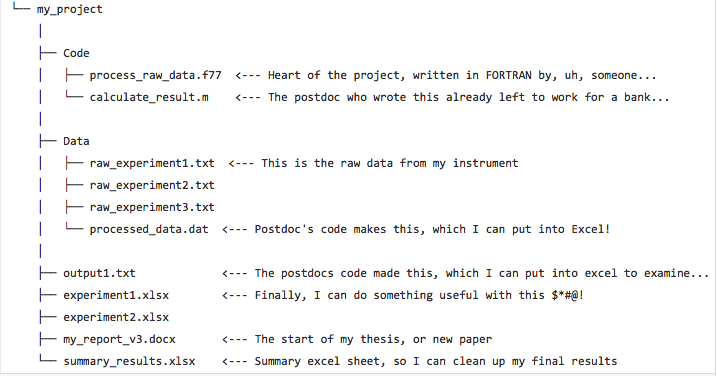 └── my_project
    │
    ├── Code
    │   ├── process_raw_data.f77  <--- Heart of the project, written in FORTRAN by, uh, someone...
    │   └── calculate_result.m    <--- The postdoc who wrote this already left to work for a bank...
    │
    ├── Data
    │   ├── raw_experiment1.txt  <--- This is the raw data from my instrument
    │   ├── raw_experiment2.txt
    │   ├── raw_experiment3.txt
    │   └── processed_data.dat  <--- Postdoc's code makes this, which I can put into Excel!
    │
    ├── output1.txt            <--- The postdocs code made this, which I can put into excel to examine...
    ├── experiment1.xlsx       <--- Finally, I can do something useful with this $*#@!
    ├── experiment2.xlsx
    ├── my_report_v3.docx      <--- The start of my thesis, or new paper
    └── summary_results.xlsx   <--- Summary excel sheet, so I can clean up my final results